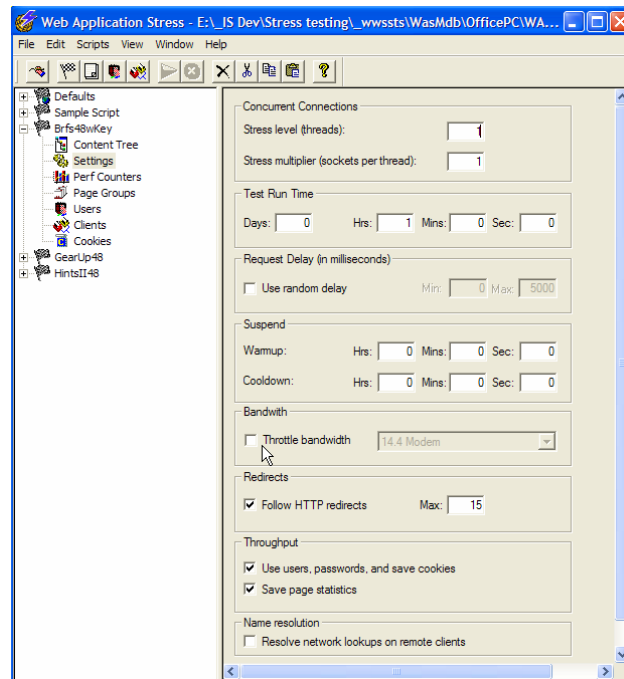 Web Application Stress - E:\_IS Dev\Stress testing\_wwssts\WasMdb\OfficePC\WA...
File Edit Scripts View Window Help
Defaults
Sample Script
Brfs48wKey
Content Tree
Settings
Perf Counters
Page Groups
Users
Clients
Cookies
GearUp48
HintsII48
Concurrent Connections
Stress level (threads): 1
Stress multiplier (sockets per thread): 1
Test Run Time
Days: 0 Hrs: 1 Mins: 0 Sec: 0
Request Delay (in milliseconds)
Use random delay Min: 0 Max: 5000
Suspend
Warmup: Hrs: 0 Mins: 0 Sec: 0
Cooldown: Hrs: 0 Mins: 0 Sec: 0
Bandwith
Throttle bandwidth 14.4 Modem
Redirects
Follow HTTP redirects Max: 15
Throughput
Use users, passwords, and save cookies
Save page statistics
Name resolution
Resolve network lookups on remote clients